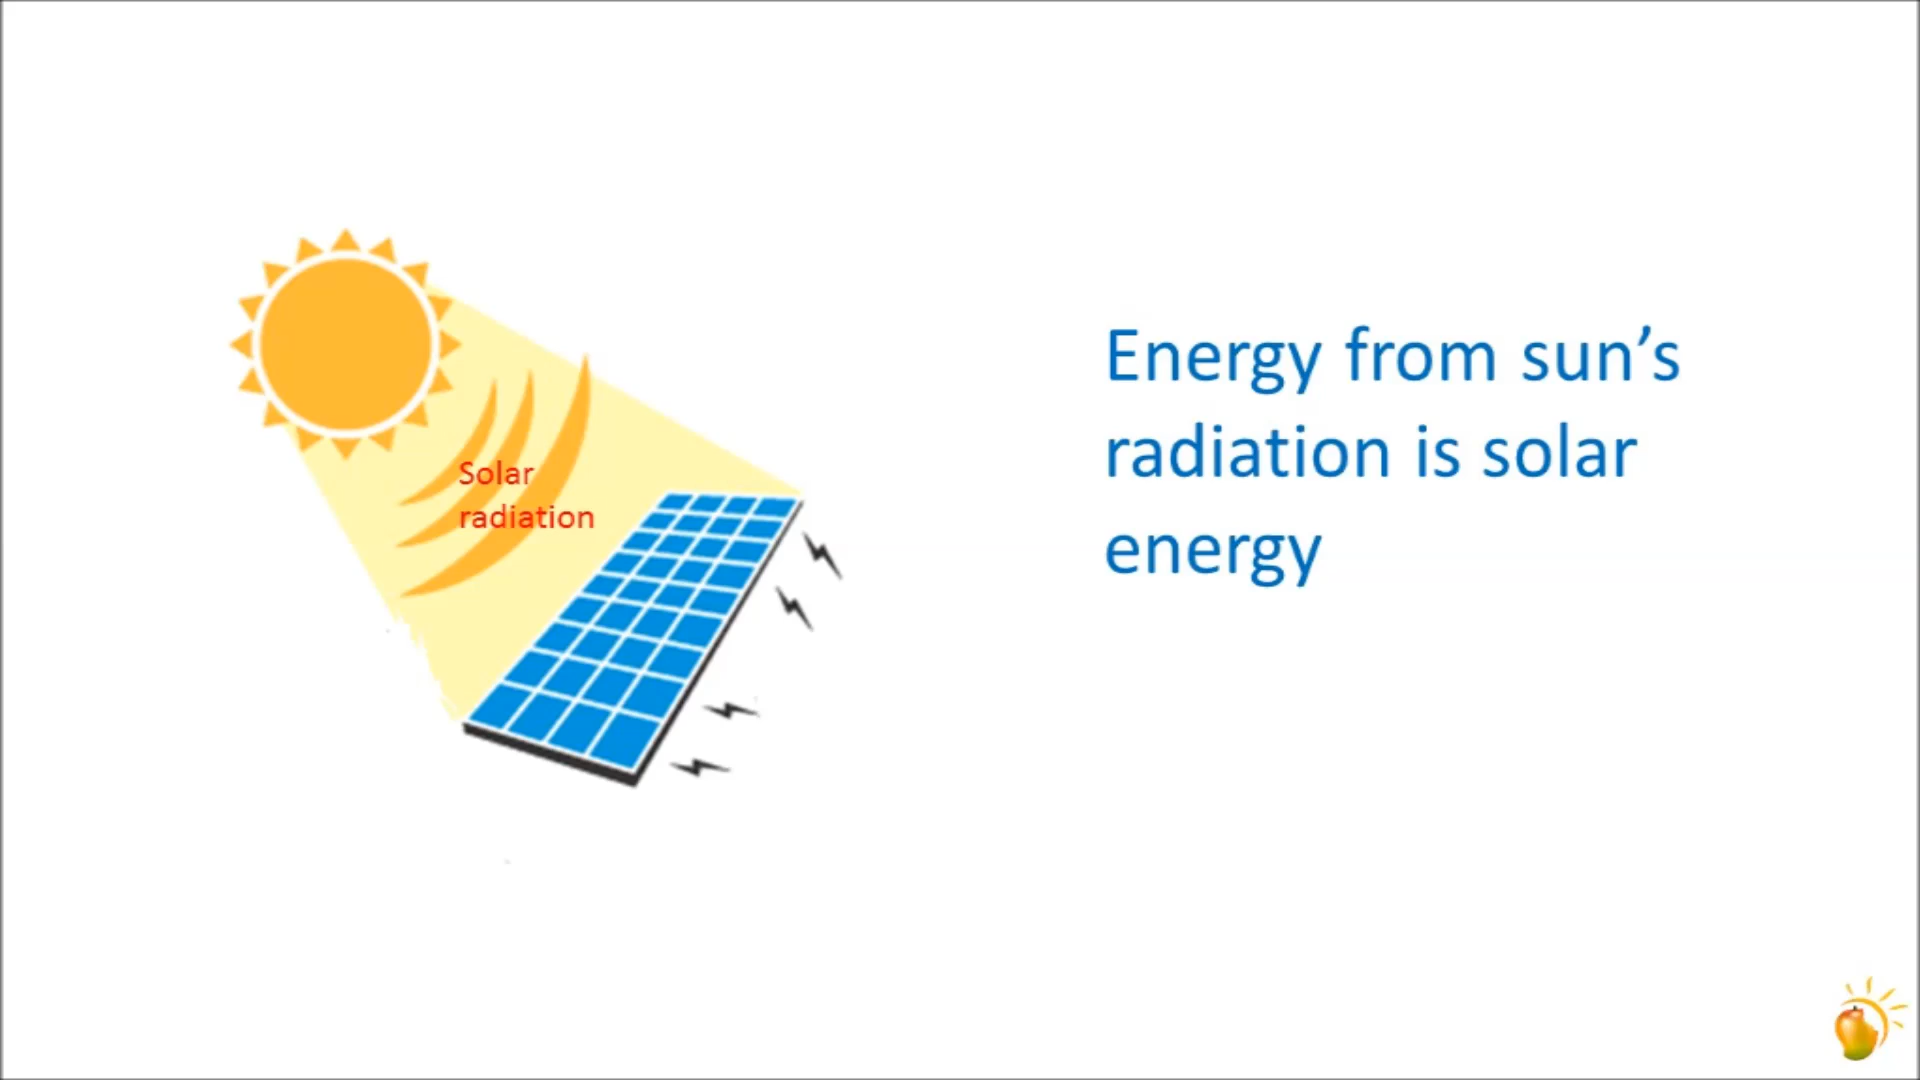 Solar
radiation
Energy from sun’s
radiation is solar
energy